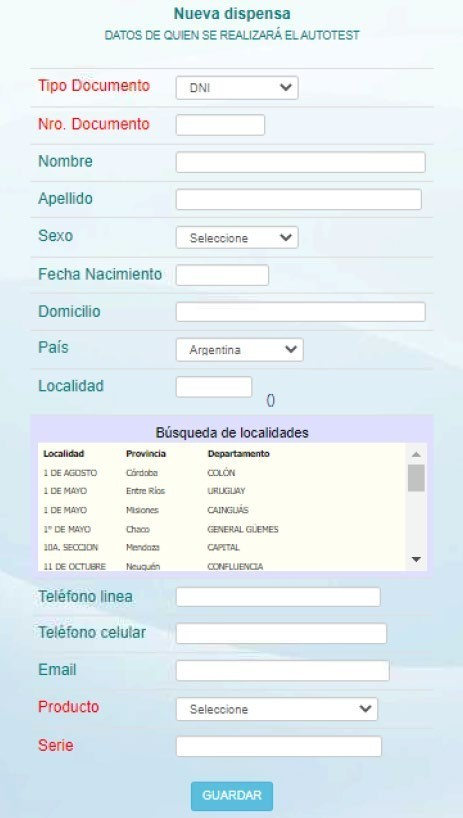 Nueva dispensa
DATOS DE QUIEN SE REALIZARÁ EL AUTOTEST
Tipo Documento DNI
Nro. Documento
Nombre
Apellido
Sexo Seleccione
Fecha Nacimiento
Domicilio
País Argentina
Localidad
()
Búsqueda de localidades
Localidad Provincia Departamento
1 DE AGOSTO Córdoba COLÓN
1 DE MAYO Entre Ríos URUGUAY
1 DE MAYO Misiones CAINGUÁS
1º DE MAYO Chaco GENERAL GÜEMES
10A. SECCION Mendoza CAPITAL
11 DE OCTUBRE Neuquén CONFLUENCIA
Teléfono linea
Teléfono celular
Email
Producto Seleccione
Serie
GUARDAR